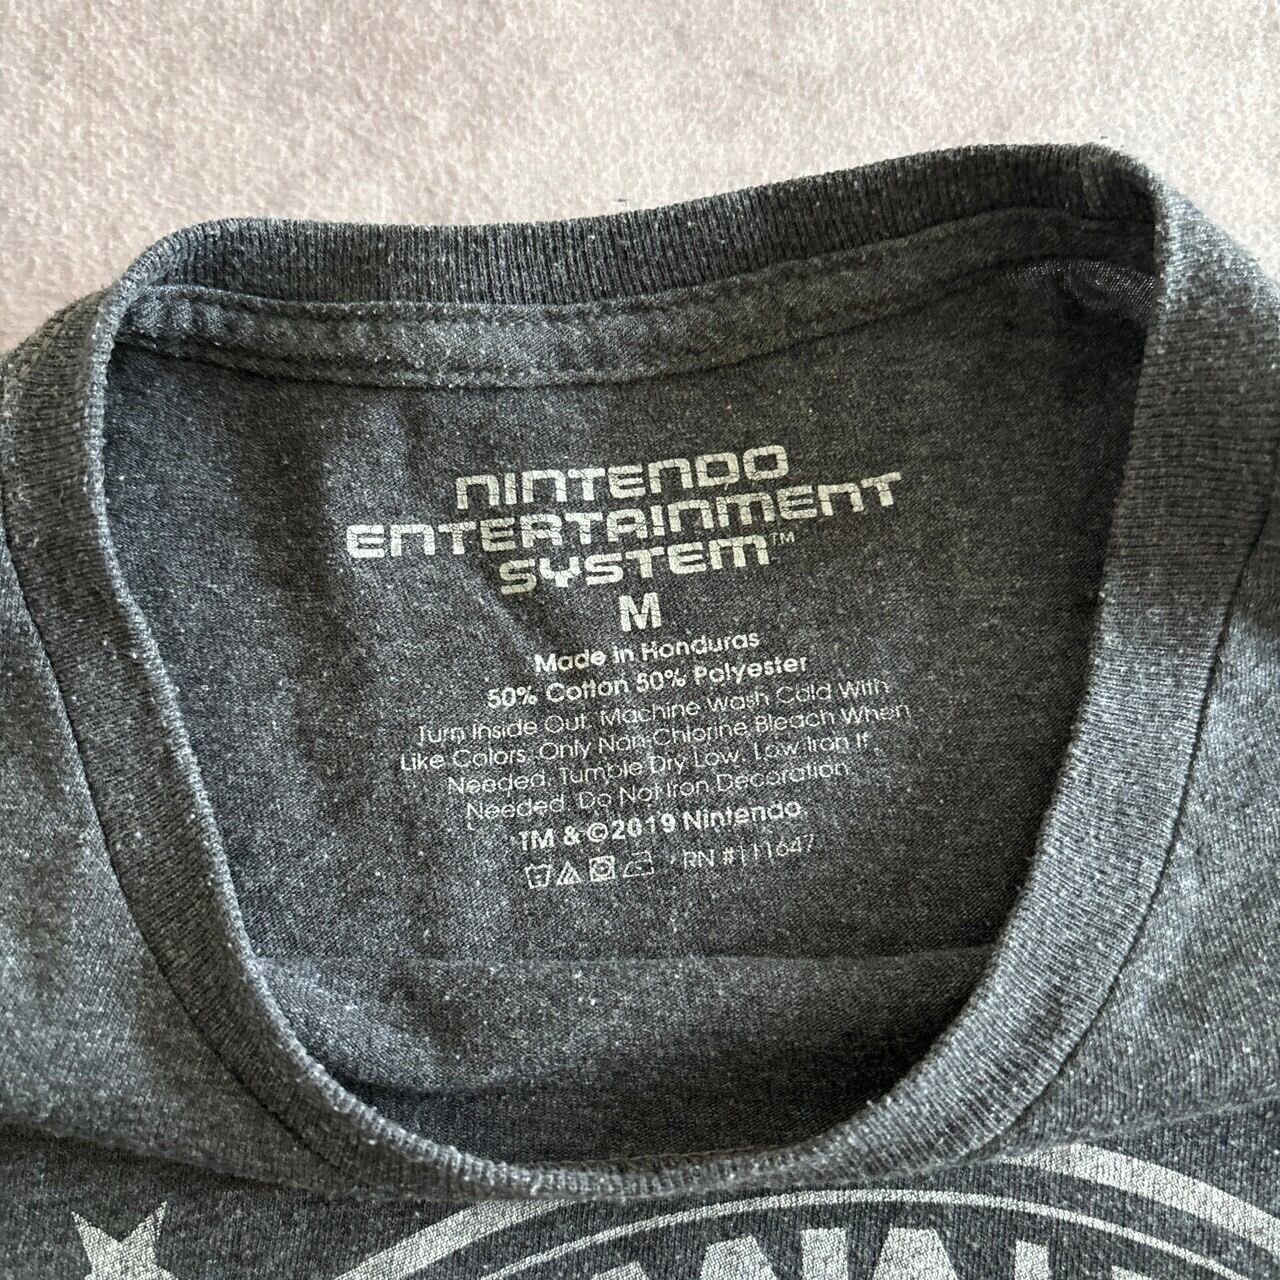 NINTENDO
ENTERTAINMENT
SYSTEM™
M
Made in Honduras
50% Cotton 50% Polyester
Turn Inside Out. Machine Wash Cold With
Like Colors. Only Non-Chlorine Bleach When
Needed. Tumble Dry Low. Low Iron If
Needed. Do Not Iron Decoration.
TM & ©2019 Nintendo
RN #111647